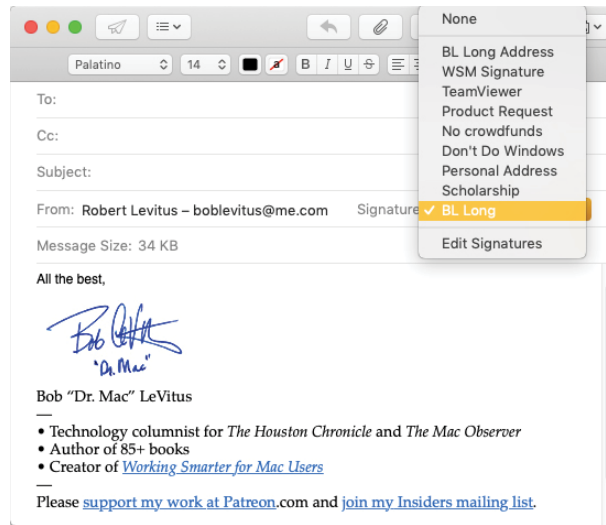 None
BL Long Address
WSM Signature
TeamViewer
Product Request
No crowdfunds
Don't Do Windows
Personal Address
Scholarship
✓ BL Long
Edit Signatures
Palatino 14 B I U S
To:
Cc:
Subject:
From: Robert Levitus – boblevitus@me.com Signature
Message Size: 34 KB
All the best,
Bob LeVitus
"Dr. Mac"
Bob “Dr. Mac” LeVitus
—
• Technology columnist for The Houston Chronicle and The Mac Observer
• Author of 85+ books
• Creator of Working Smarter for Mac Users
—
Please support my work at Patreon.com and join my Insiders mailing list.